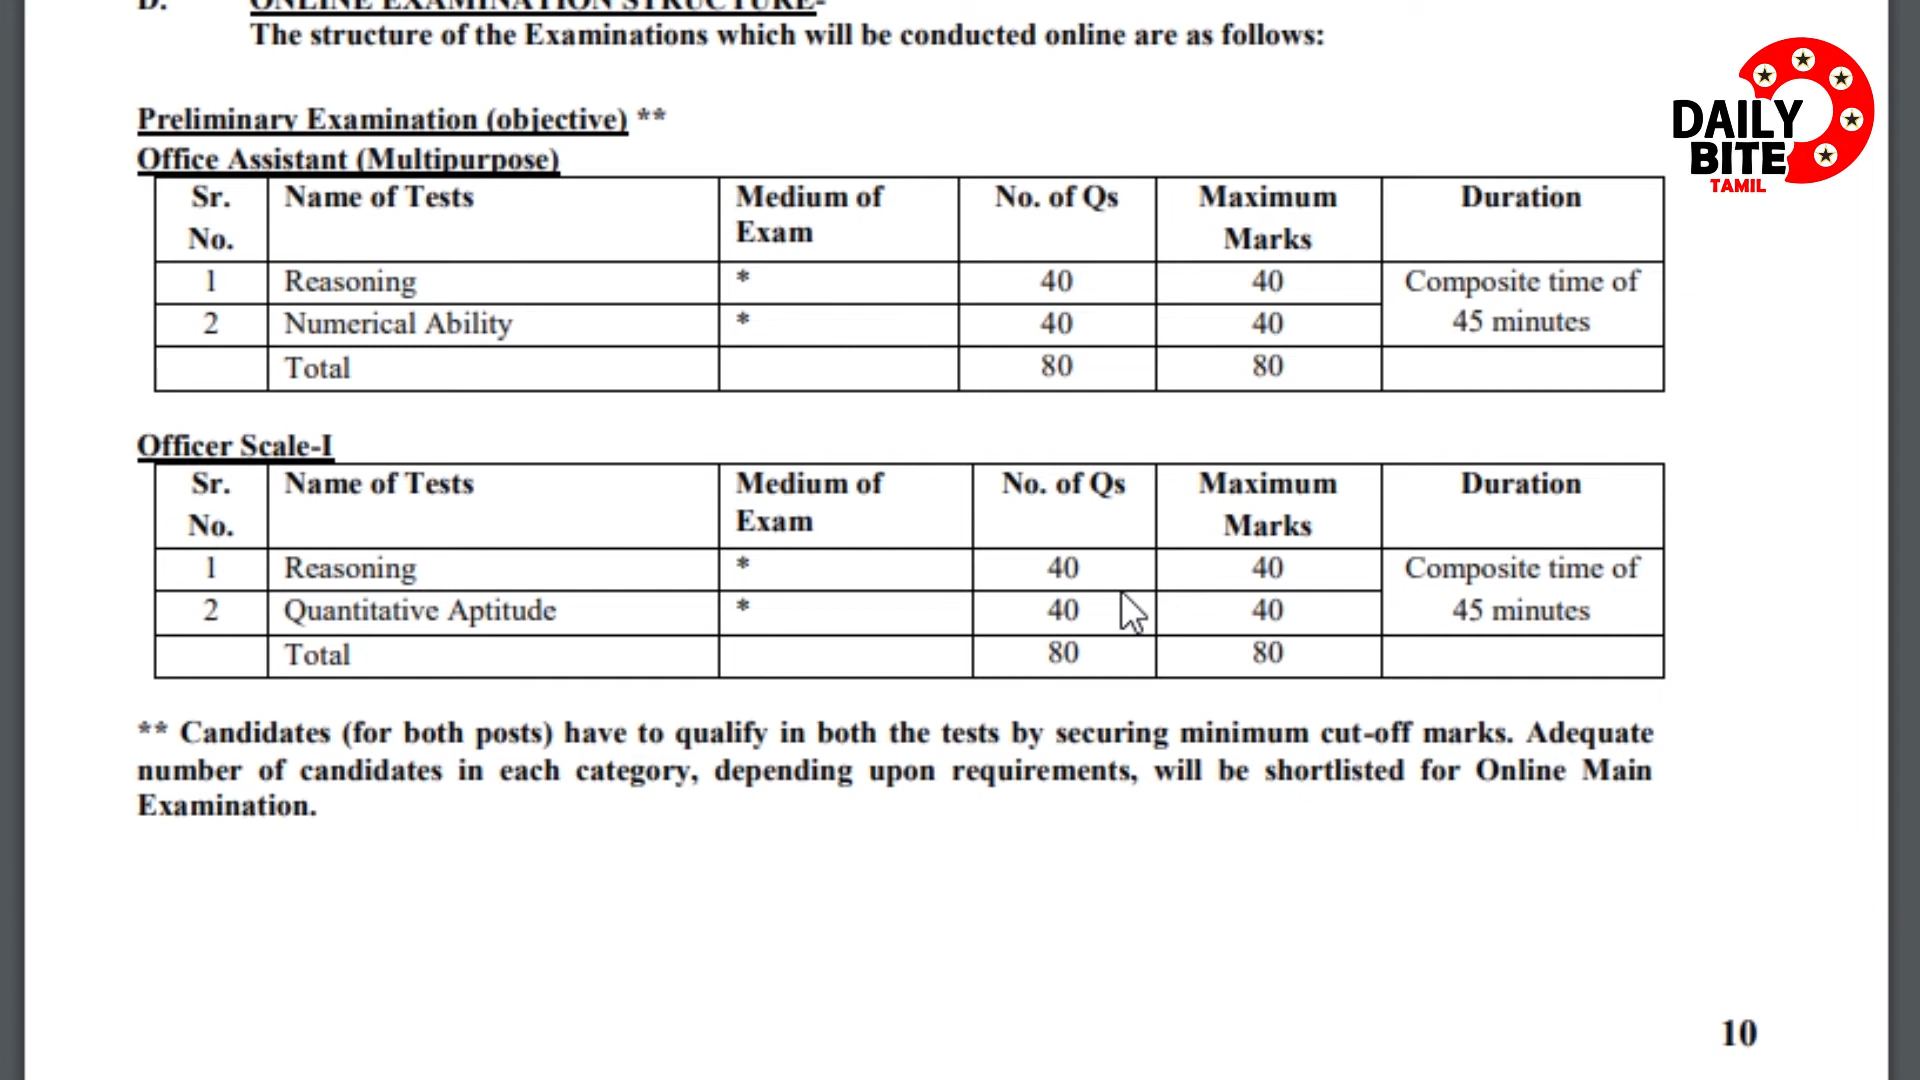 D. ONLINE EXAMINATION STRUCTURE-
The structure of the Examinations which will be conducted online are as follows:
DAILY
BITE
TAMIL
Preliminary Examination (objective) **
Office Assistant (Multipurpose)
Sr. No. Name of Tests Medium of Exam No. of Qs Maximum Marks Duration
1 Reasoning * 40 40 Composite time of 45 minutes
2 Numerical Ability * 40 40
Total 80 80
Officer Scale-I
Sr. No. Name of Tests Medium of Exam No. of Qs Maximum Marks Duration
1 Reasoning * 40 40 Composite time of 45 minutes
2 Quantitative Aptitude * 40 40
Total 80 80
** Candidates (for both posts) have to qualify in both the tests by securing minimum cut-off marks. Adequate
number of candidates in each category, depending upon requirements, will be shortlisted for Online Main
Examination.
10